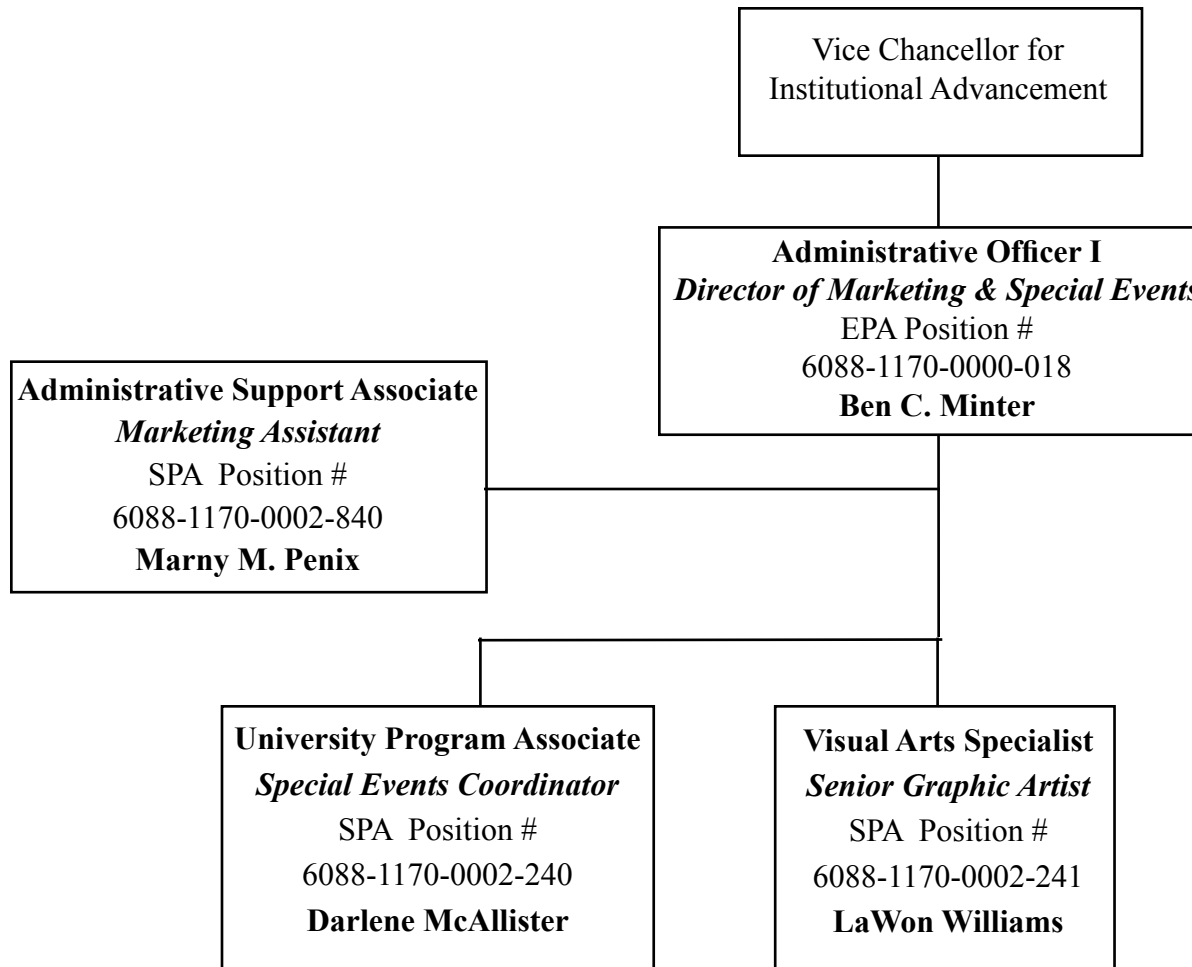 Vice Chancellor for
Institutional Advancement
Administrative Officer I
Director of Marketing & Special Events
EPA Position #
6088-1170-0000-018
Ben C. Minter
Administrative Support Associate
Marketing Assistant
SPA  Position #
6088-1170-0002-840
Marny M. Penix
University Program Associate
Special Events Coordinator
SPA  Position #
6088-1170-0002-240
Darlene McAllister
Visual Arts Specialist
Senior Graphic Artist
SPA  Position #
6088-1170-0002-241
LaWon Williams